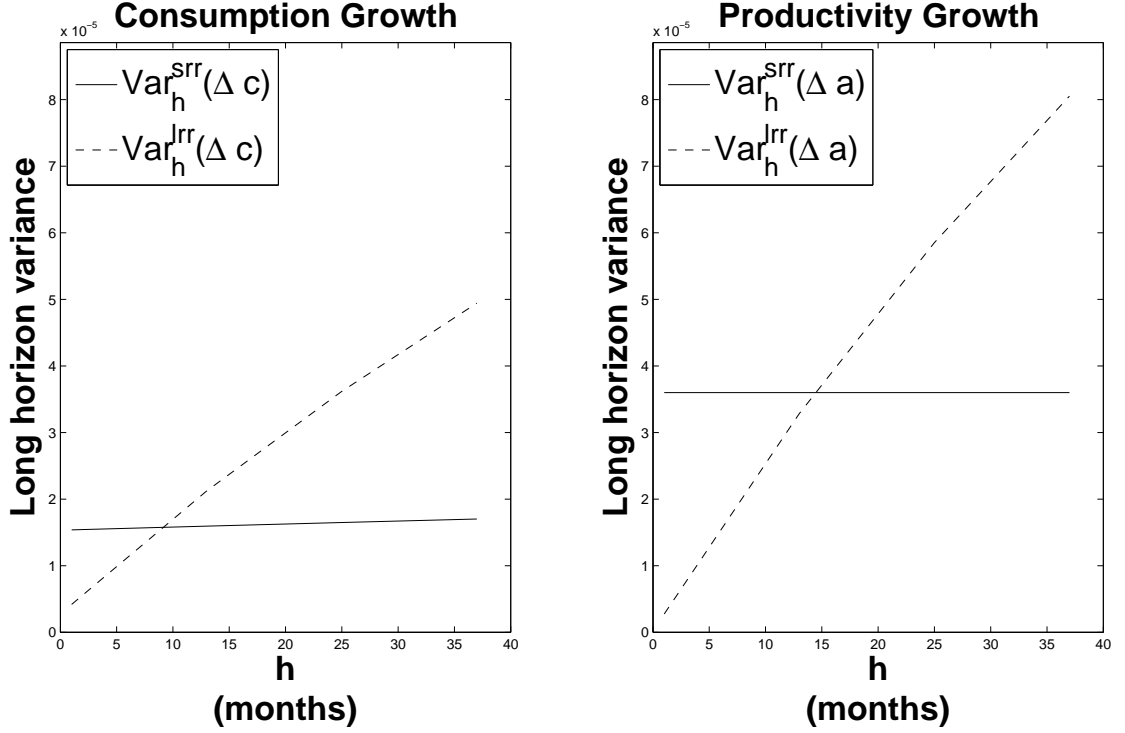 Consumption Growth
x 10⁻⁵
Var_h^srr(Δ c)
Var_h^lrr(Δ c)
8
7
6
5
4
3
2
1
0
0 5 10 15 20 25 30 35 40
Long horizon variance
h
(months)
Productivity Growth
x 10⁻⁵
Var_h^srr(Δ a)
Var_h^lrr(Δ a)
8
7
6
5
4
3
2
1
0
0 5 10 15 20 25 30 35 40
Long horizon variance
h
(months)